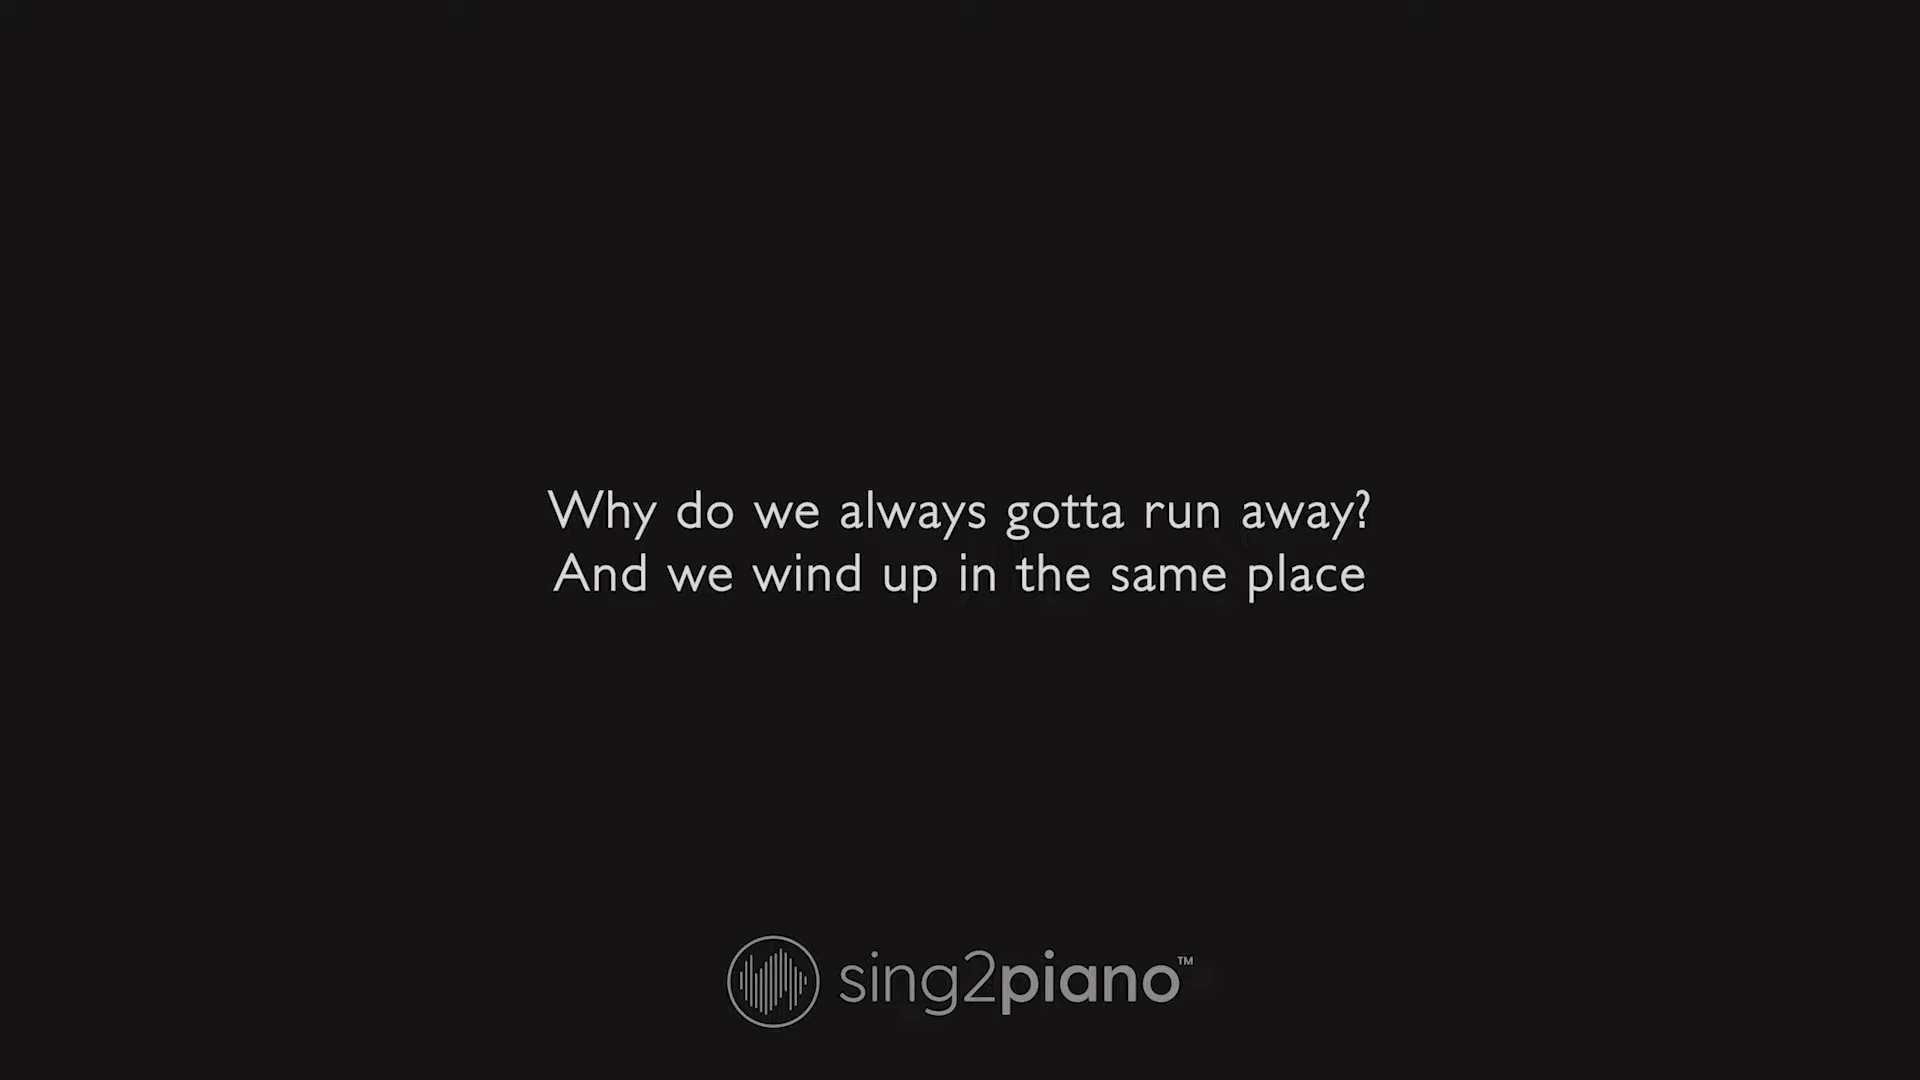 Why do we always gotta run away?
And we wind up in the same place
sing2piano™